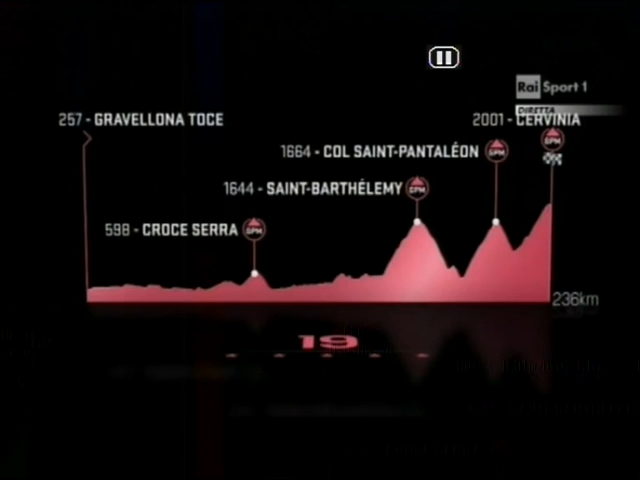 Rai Sport 1
DIRETTA
257 - GRAVELLONA TOCE
2001 - CERVINIA
GPM
1664 - COL SAINT-PANTALÉON GPM
1644 - SAINT-BARTHÉLEMY GPM
598 - CROCE SERRA GPM
236km
19